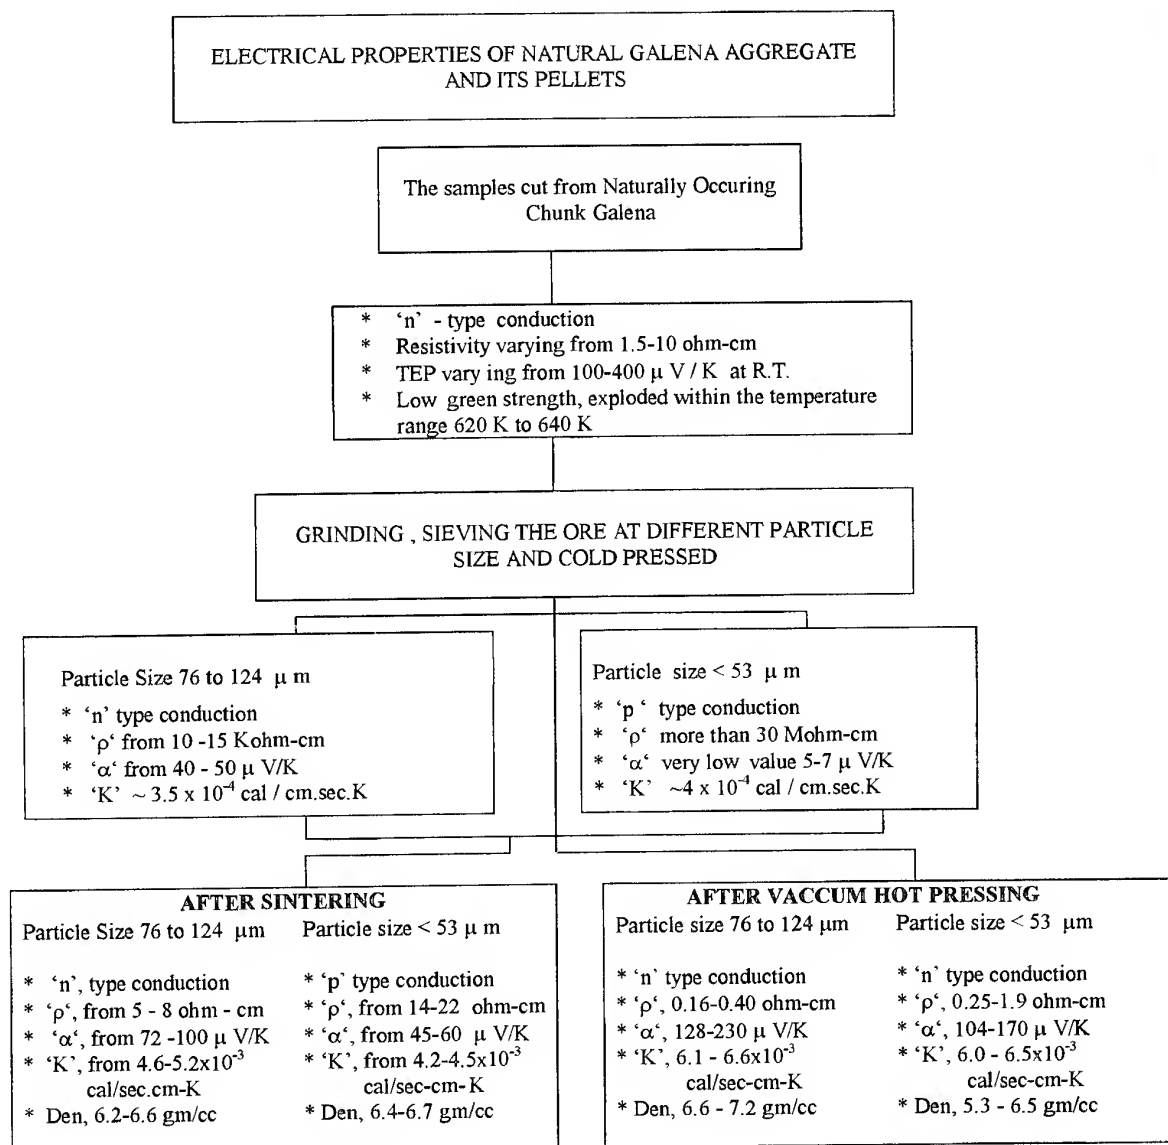 ELECTRICAL PROPERTIES OF NATURAL GALENA AGGREGATE
AND ITS PELLETS
The samples cut from Naturally Occuring
Chunk Galena
* ‘n’ - type conduction
* Resistivity varying from 1.5-10 ohm-cm
* TEP vary ing from 100-400 μ V / K at R.T.
* Low green strength, exploded within the temperature
range 620 K to 640 K
GRINDING , SIEVING THE ORE AT DIFFERENT PARTICLE
SIZE AND COLD PRESSED
Particle Size 76 to 124 μ m
* ‘n’ type conduction
* ‘ρ‘ from 10 -15 Kohm-cm
* ‘α‘ from 40 - 50 μ V/K
* ‘K’ ~ 3.5 x 10⁻⁴ cal / cm.sec.K
Particle size < 53 μ m
* ‘p ‘ type conduction
* ‘ρ‘ more than 30 Mohm-cm
* ‘α‘ very low value 5-7 μ V/K
* ‘K’ ~4 x 10⁻⁴ cal / cm.sec.K
AFTER SINTERING
Particle Size 76 to 124 μm
* ‘n’, type conduction
* ‘ρ‘, from 5 - 8 ohm - cm
* ‘α‘, from 72 -100 μ V/K
* ‘K’, from 4.6-5.2x10⁻³
cal/sec.cm-K
* Den, 6.2-6.6 gm/cc
Particle size < 53 μ m
* ‘p’ type conduction
* ‘ρ‘, from 14-22 ohm-cm
* ‘α‘, from 45-60 μ V/K
* ‘K’, from 4.2-4.5x10⁻³
cal/sec-cm- K
* Den, 6.4-6.7 gm/cc
AFTER VACCUM HOT PRESSING
Particle Size 76 to 124 μm
* ‘n’ type conduction
* ‘ρ‘, 0.16-0.40 ohm-cm
* ‘α‘, 128-230 μ V/K
* ‘K’, 6.1 - 6.6x10⁻³
cal/sec-cm-K
* Den, 6.6 - 7.2 gm/cc
Particle size < 53 μm
* ‘n’ type conduction
* ‘ρ‘, 0.25-1.9 ohm-cm
* ‘α‘, 104-170 μ V/K
* ‘K’, 6.0 - 6.5x10⁻³
cal/sec-cm-K
* Den, 5.3 - 6.5 gm/cc